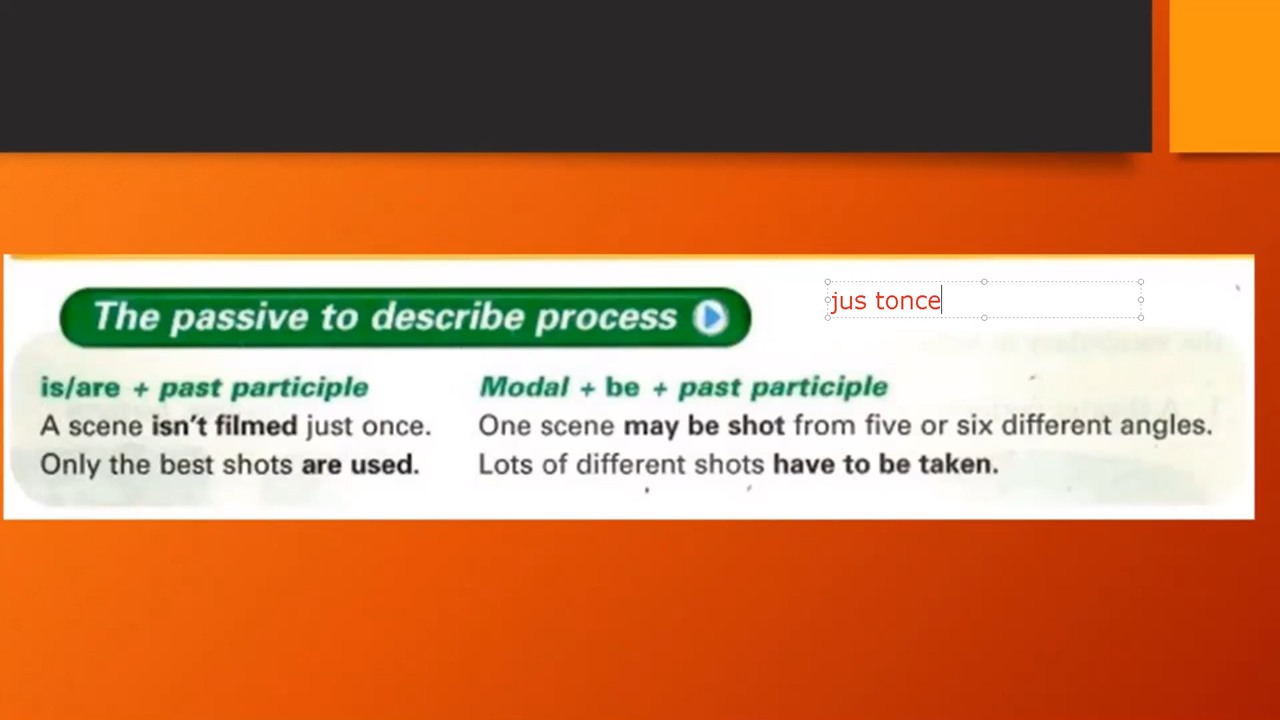 The passive to describe process
jus tonce
is/are + past participle
A scene isn't filmed just once.
Only the best shots are used.
Modal + be + past participle
One scene may be shot from five or six different angles.
Lots of different shots have to be taken.